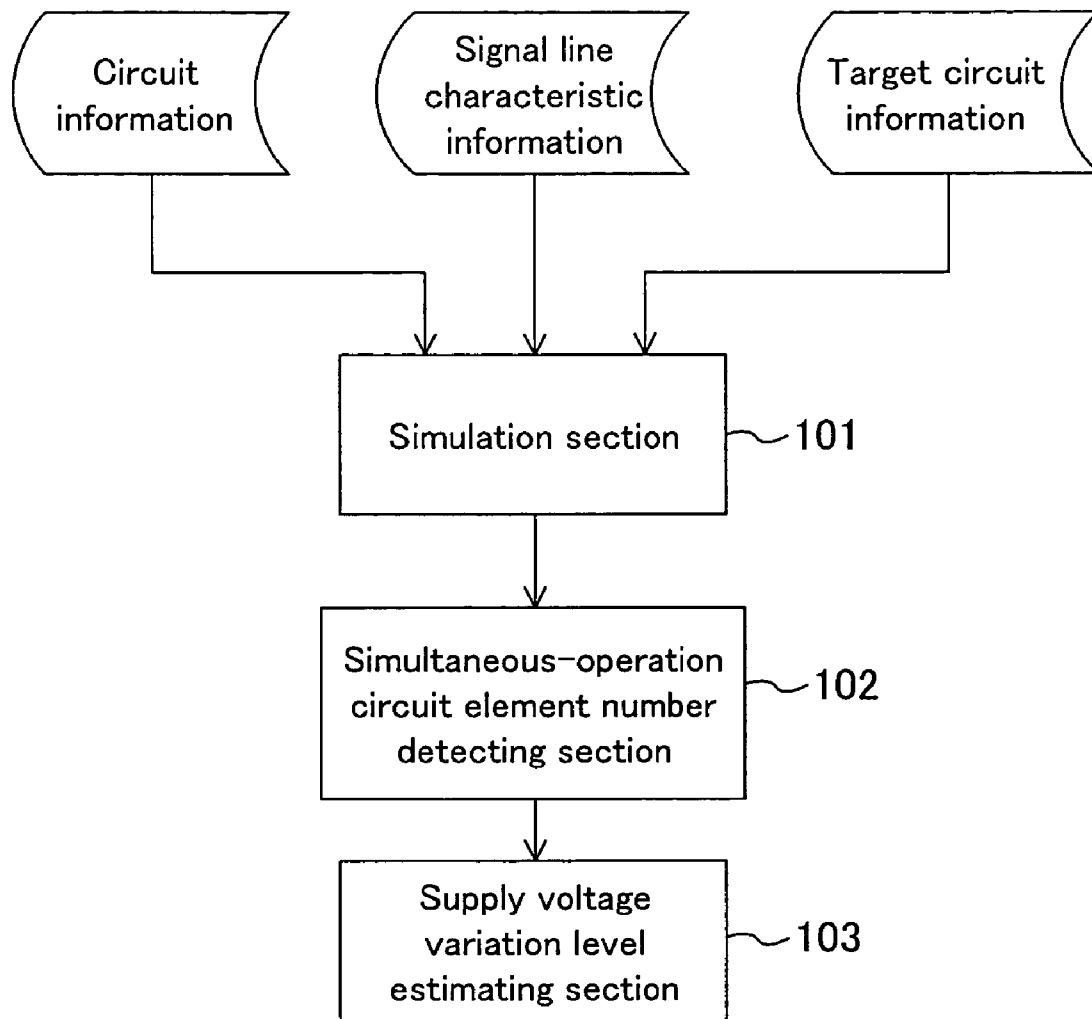 Circuit
information
Signal line
characteristic
information
Target circuit
information
Simulation section
101
Simultaneous-operation
circuit element number
detecting section
102
Supply voltage
variation level
estimating section
103